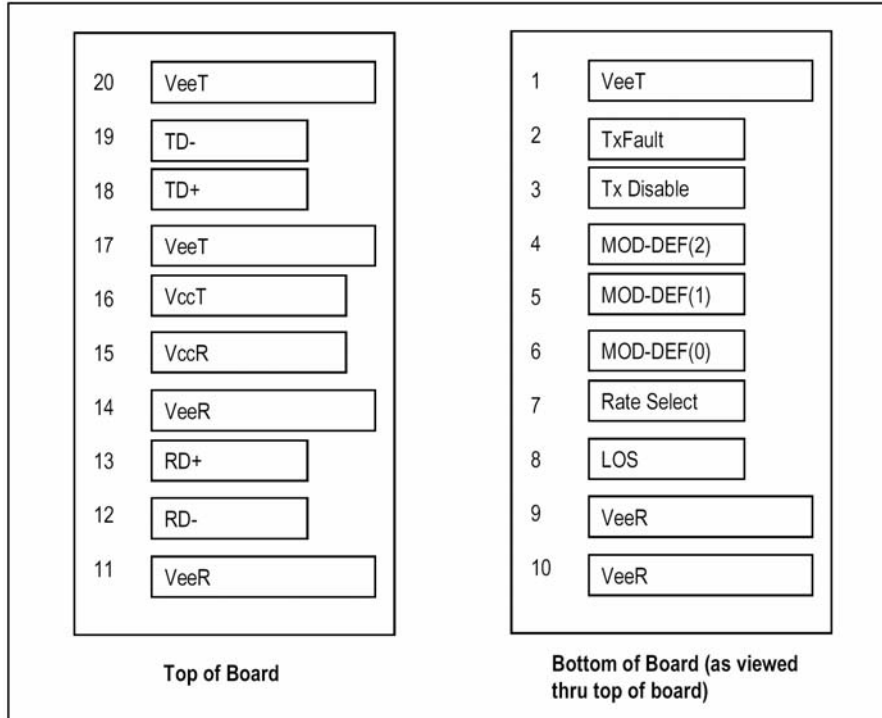 20 VeeT
19 TD-
18 TD+
17 VeeT
16 VccT
15 VccR
14 VeeR
13 RD+
12 RD-
11 VeeR
Top of Board
1 VeeT
2 TxFault
3 Tx Disable
4 MOD-DEF(2)
5 MOD-DEF(1)
6 MOD-DEF(0)
7 Rate Select
8 LOS
9 VeeR
10 VeeR
Bottom of Board (as viewed
thru top of board)